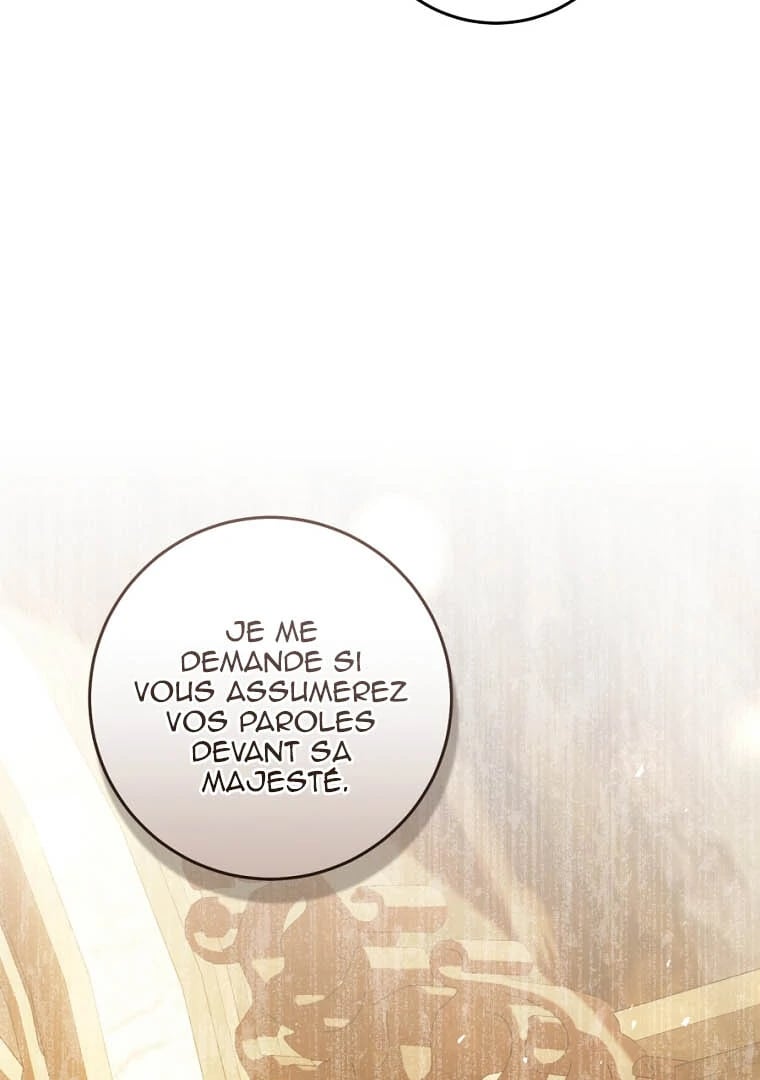 JE ME
DEMANDE SI
VOUS ASSUMEREZ
VOS PAROLES
DEVANT SA
MAJESTÉ.